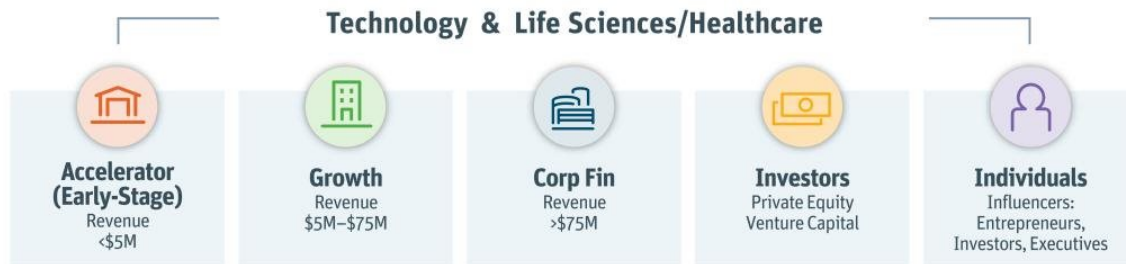 Technology & Life Sciences/Healthcare
Accelerator
(Early-Stage)
Revenue
<$5M
Growth
Revenue
$5M–$75M
Corp Fin
Revenue
>$75M
Investors
Private Equity
Venture Capital
Individuals
Influencers:
Entrepreneurs,
Investors, Executives